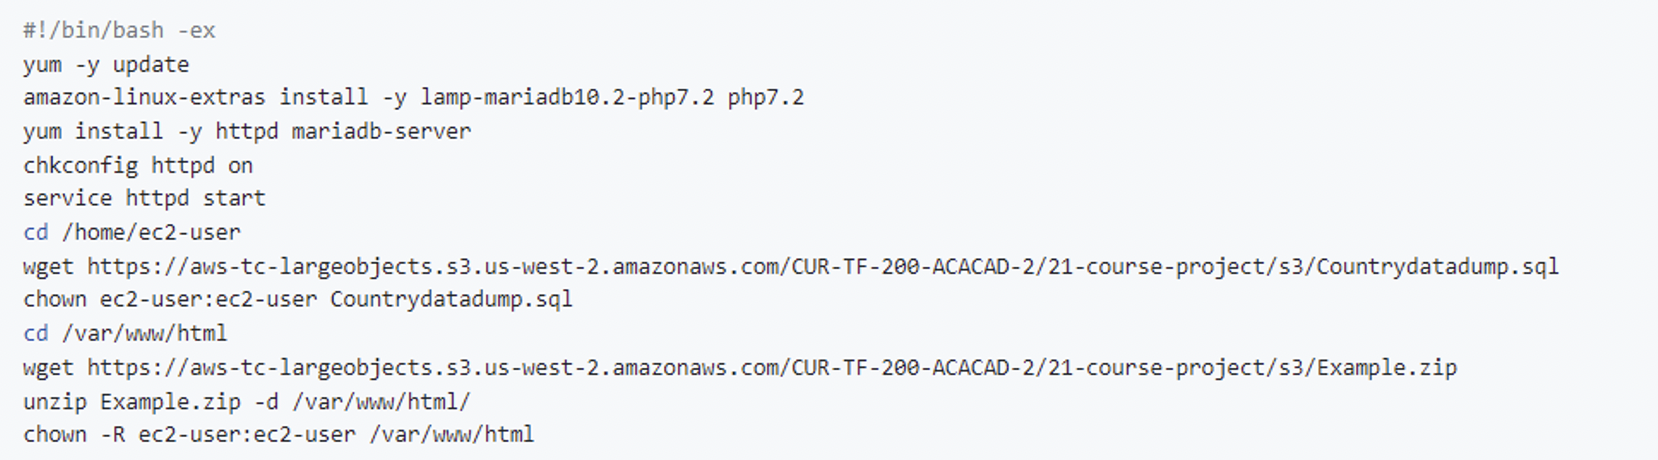 #!/bin/bash -ex
yum -y update
amazon-linux-extras install -y lamp-mariadb10.2-php7.2 php7.2
yum install -y httpd mariadb-server
chkconfig httpd on
service httpd start
cd /home/ec2-user
wget https://aws-tc-largeobjects.s3.us-west-2.amazonaws.com/CUR-TF-200-ACACAD-2/21-course-project/s3/Countrydatadump.sql
chown ec2-user:ec2-user Countrydatadump.sql
cd /var/www/html
wget https://aws-tc-largeobjects.s3.us-west-2.amazonaws.com/CUR-TF-200-ACACAD-2/21-course-project/s3/Example.zip
unzip Example.zip -d /var/www/html/
chown -R ec2-user:ec2-user /var/www/html